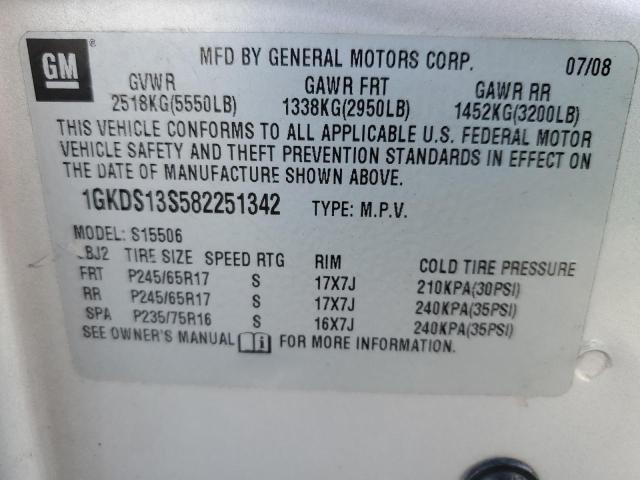 GM ® MFD BY GENERAL MOTORS CORP. 07/08
GVWR GAWR FRT GAWR RR
2518KG(5550LB) 1338KG(2950LB) 1452KG(3200LB)
THIS VEHICLE CONFORMS TO ALL APPLICABLE U.S. FEDERAL MOTOR
VEHICLE SAFETY AND THEFT PREVENTION STANDARDS IN EFFECT ON
THE DATE OF MANUFACTURE SHOWN ABOVE.
1GKDS13S582251342 TYPE: M.P.V.
MODEL: S15506
BJ2 TIRE SIZE SPEED RTG RIM COLD TIRE PRESSURE
FRT P245/65R17 S 17X7J 210KPA(30PSI)
RR P245/65R17 S 17X7J 240KPA(35PSI)
SPA P235/75R16 S 16X7J 240KPA(35PSI)
SEE OWNER'S MANUAL i FOR MORE INFORMATION.